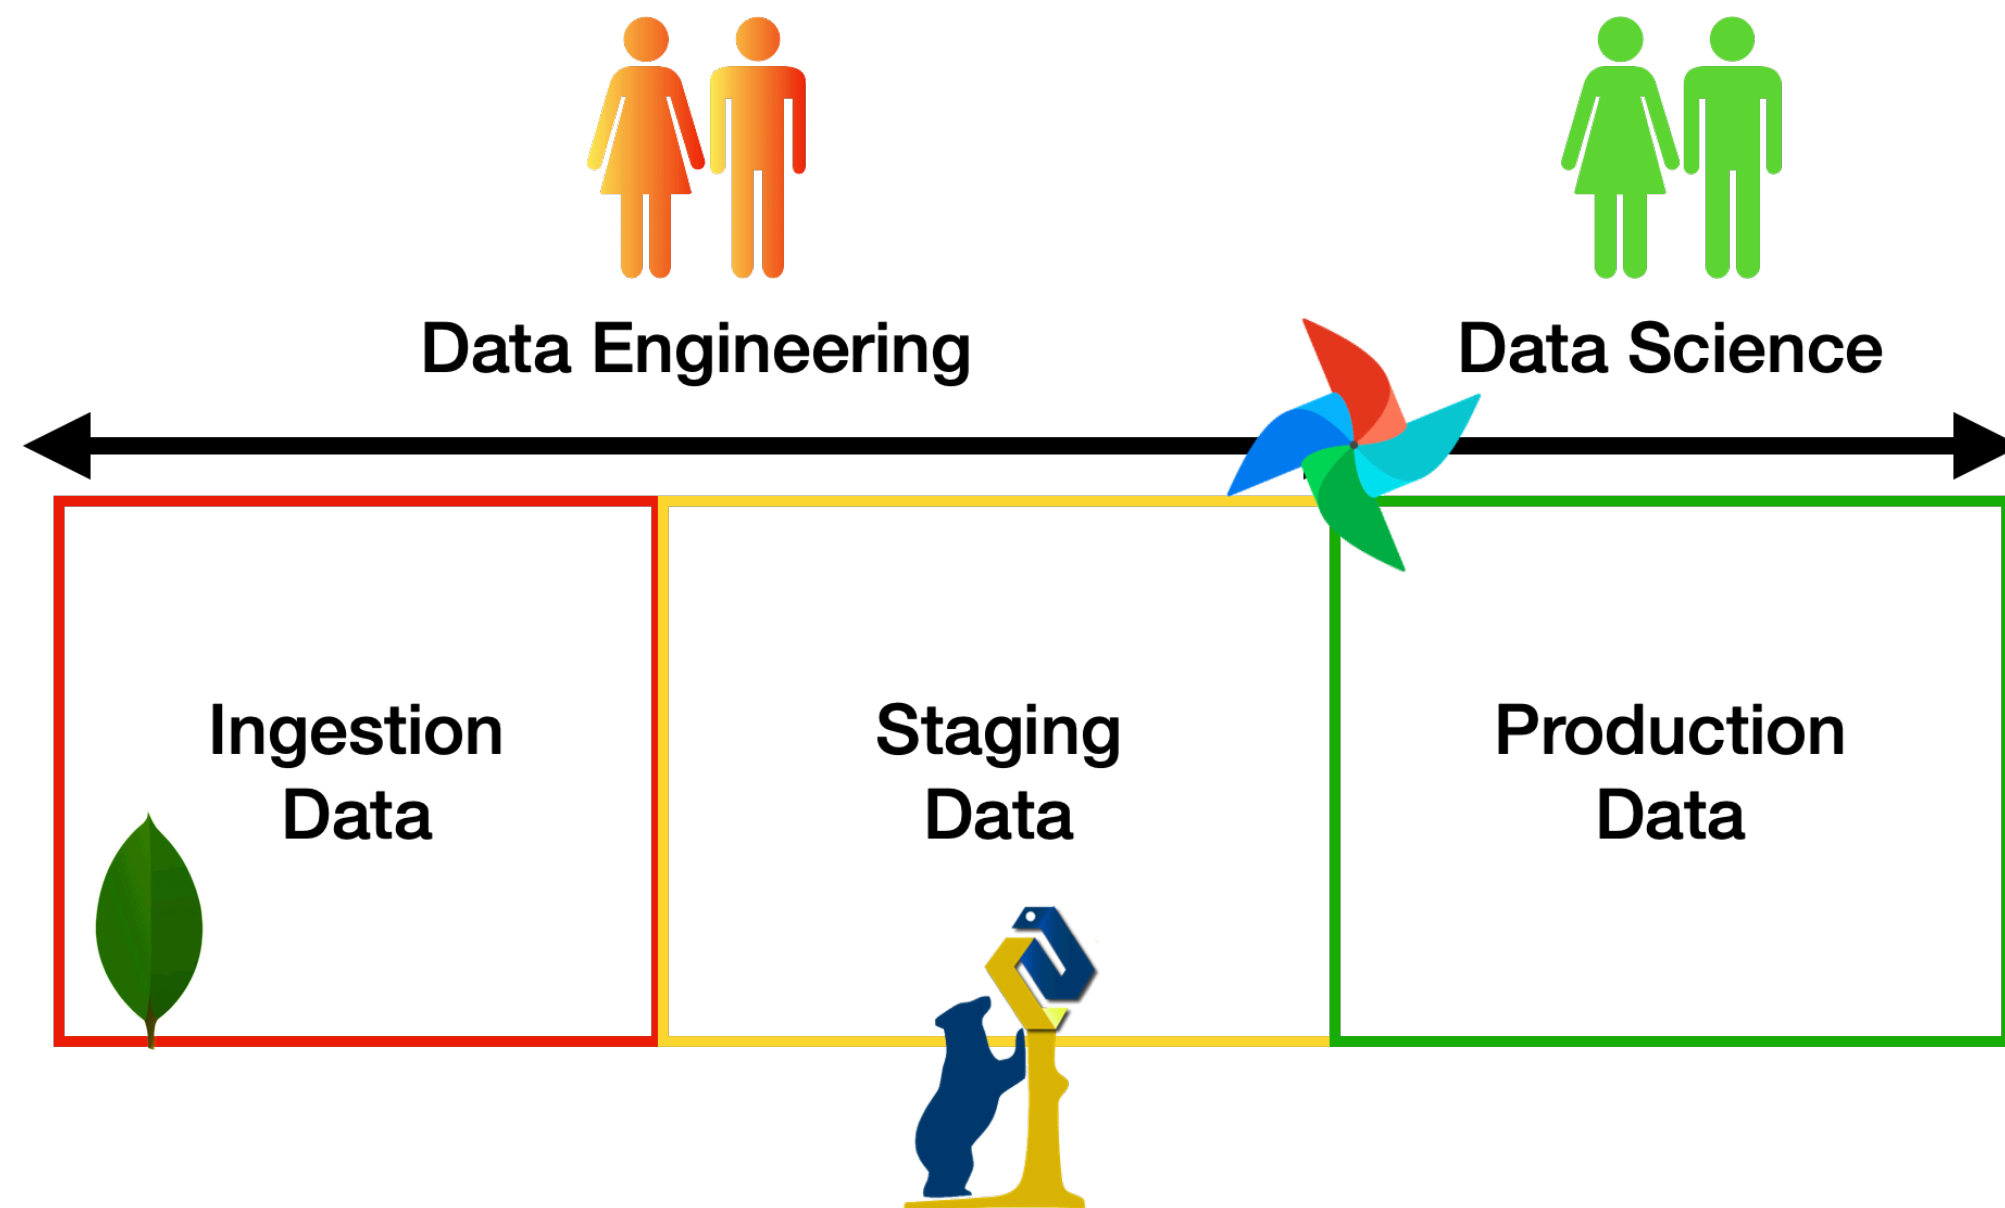 Data Engineering
Data Science
Ingestion
Data
Staging
Data
Production
Data